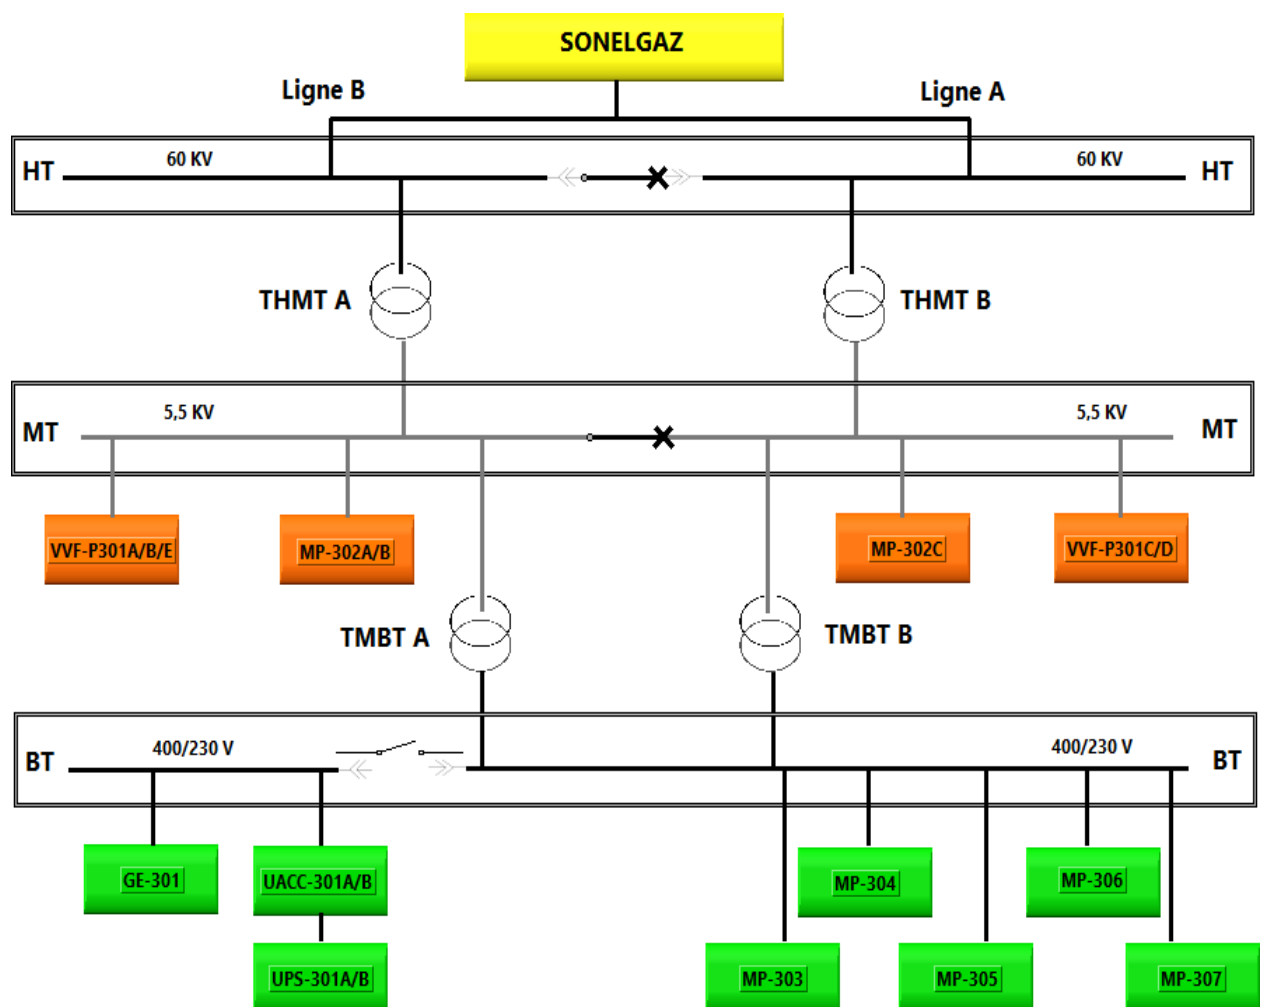 SONELGAZ
Ligne B
Ligne A
HT
60 KV
60 KV
HT
THMT A
THMT B
MT
5,5 KV
5,5 KV
MT
VVF-P301A/B/E
MP-302A/B
MP-302C
VVF-P301C/D
TMBT A
TMBT B
BT
400/230 V
400/230 V
BT
GE-301
UACC-301A/B
MP-304
MP-306
UPS-301A/B
MP-303
MP-305
MP-307